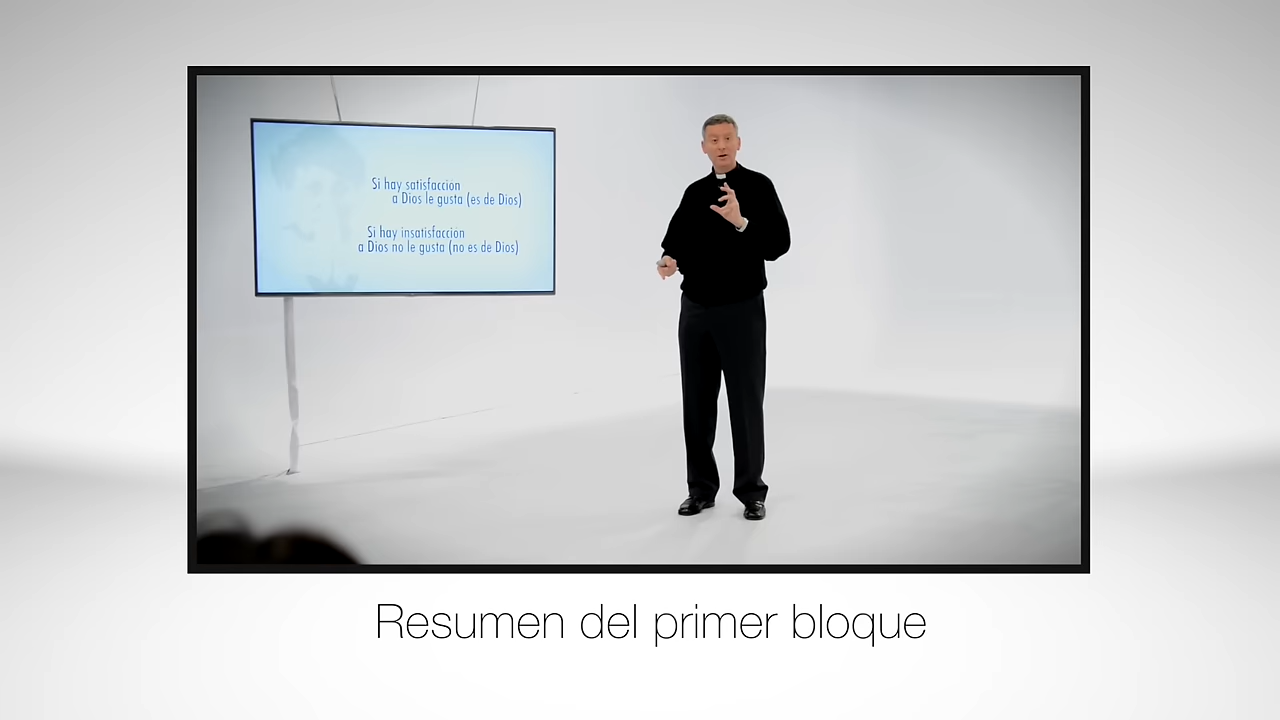 Si hay satisfaccion
a Dios le gusta (es de Dios)
Si hay insatisfacción
a Dios no le gusta (no es de Dios)
Resumen del primer bloque